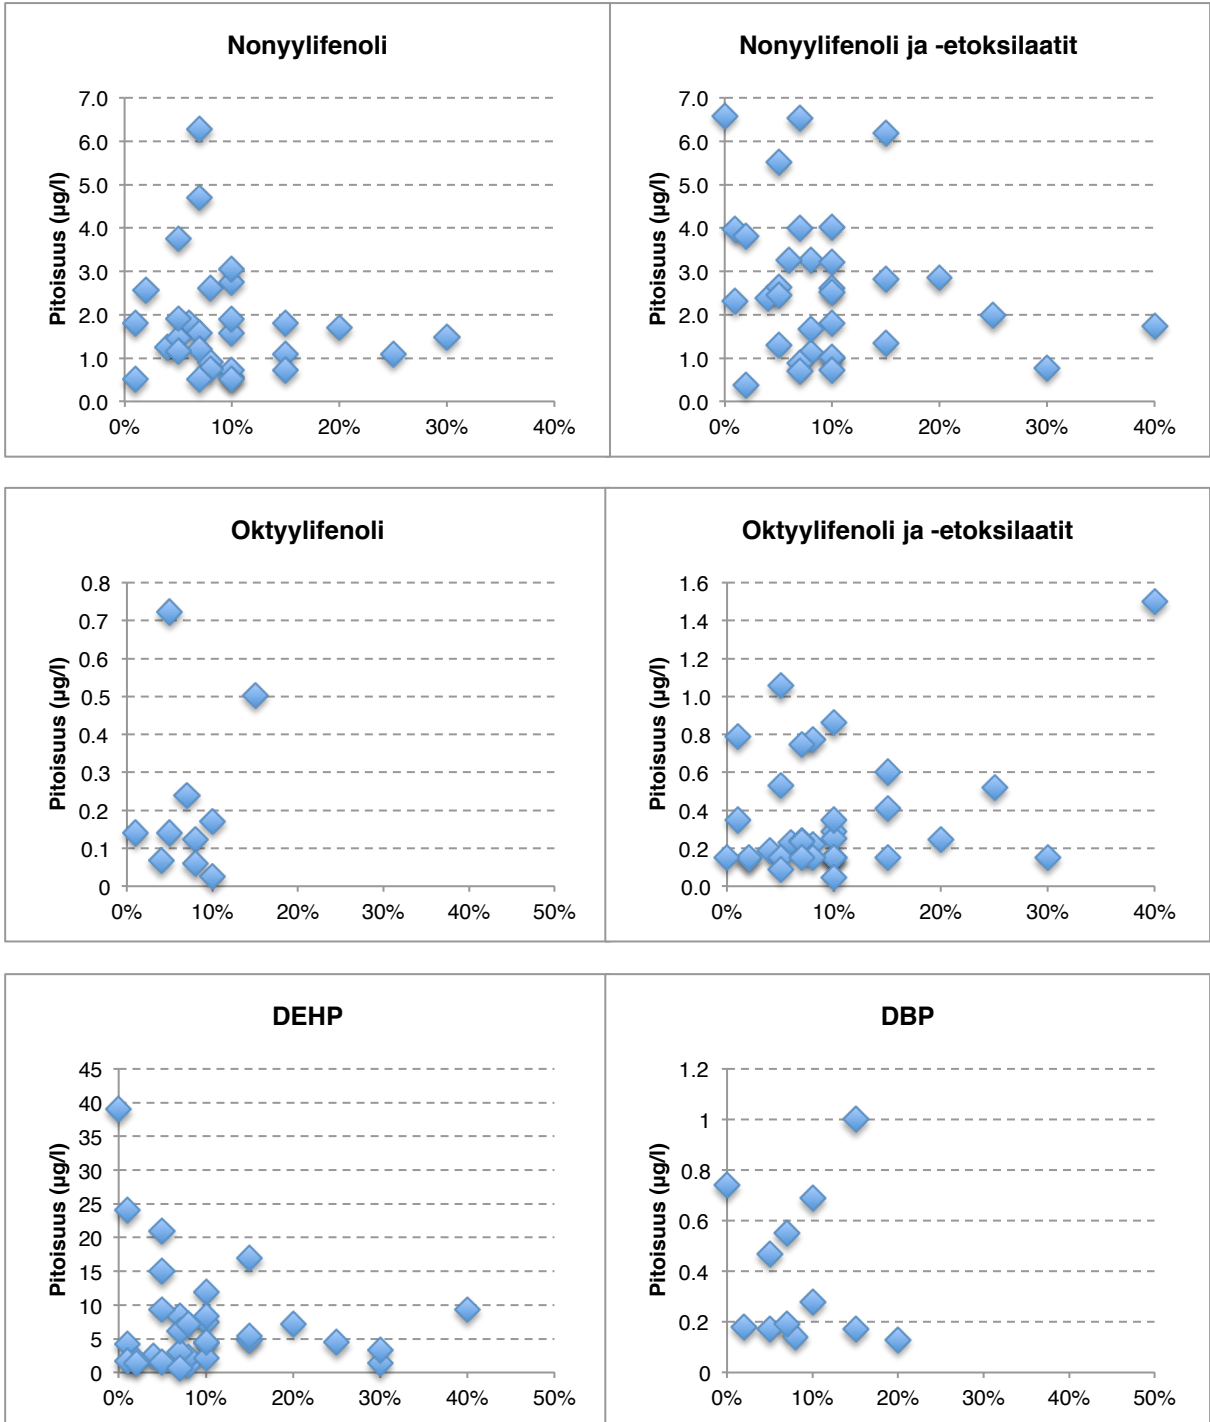 Nonyylifenoli
Pitoisuus (µg/l)
7.0
6.0
5.0
4.0
3.0
2.0
1.0
0.0
0% 10% 20% 30% 40%
Nonyylifenoli ja -etoksilaatit
Pitoisuus (µg/l)
7.0
6.0
5.0
4.0
3.0
2.0
1.0
0.0
0% 10% 20% 30% 40%
Oktyylifenoli
Pitoisuus (µg/l)
0.8
0.7
0.6
0.5
0.4
0.3
0.2
0.1
0
0% 10% 20% 30% 40% 50%
Oktyylifenoli ja -etoksilaatit
Pitoisuus (µg/l)
1.6
1.4
1.2
1.0
0.8
0.6
0.4
0.2
0.0
0% 10% 20% 30% 40%
DEHP
Pitoisuus (µg/l)
45
40
35
30
25
20
15
10
5
0
0% 10% 20% 30% 40% 50%
DBP
Pitoisuus (µg/l)
1.2
1
0.8
0.6
0.4
0.2
0
0% 10% 20% 30% 40% 50%